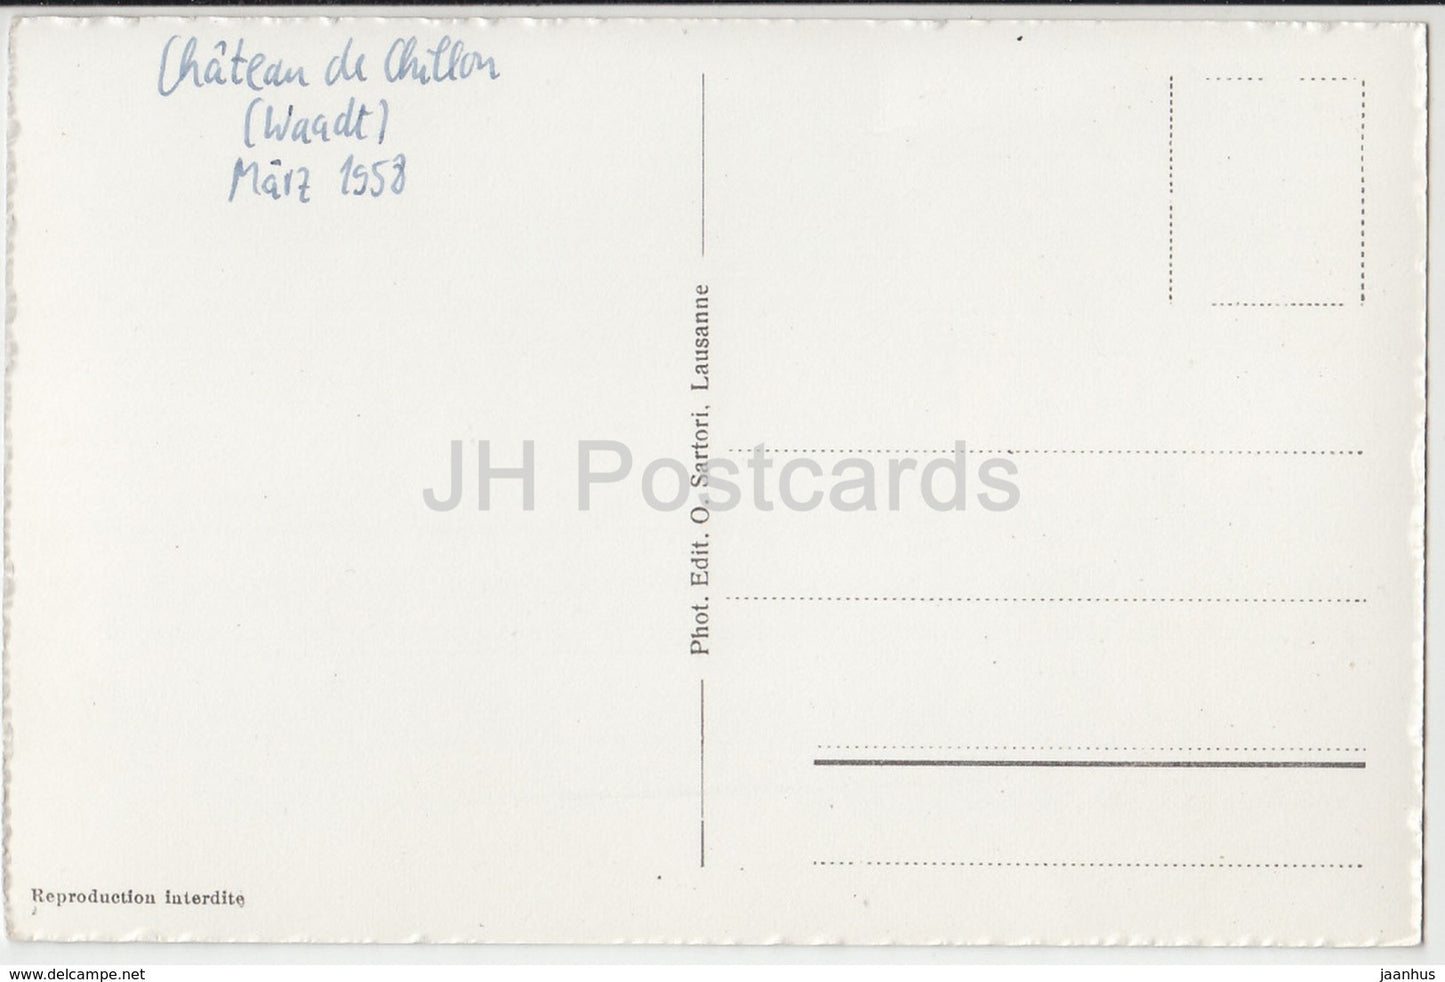 Château de Chillon
(Waadt)
März 1958
Phot. Edit. O. Sartori, Lausanne
JH Postcards
Reproduction interdite
www.delcampe.net
jaanhus